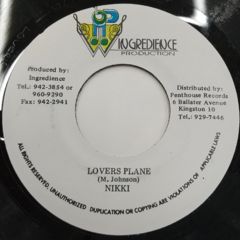 INGREDIENCE
PRODUCTION
Produced by:
Ingredience
Tel.: 942-3854 or
960-9290
Fax: 942-2941
Distributed by:
Penthouse Records
6 Ballater Avenue
Kingston 10
Tel.: 929-7446
LOVERS PLANE
(M. Johnson)
NIKKI
ALL RIGHTS RESERVED. UNAUTHORIZED DUPLICATION OR COPYING ARE VIOLATIONS OF APPLICABLE LAWS